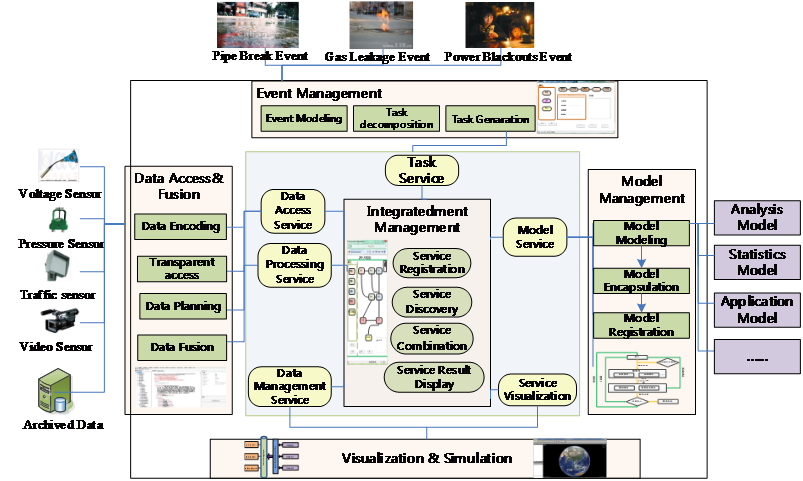 Pipe Break Event
Gas Leakage Event
Power Blackouts Event
Event Management
Event Modeling
Task
decomposition
Task Genaration
Voltage Sensor
Pressure Sensor
Traffic sensor
Video Sensor
Archived Data
Data Access&
Fusion
Data Encoding
Transparent
access
Data Planning
Data Fusion
Task
Service
Data
Access
Service
Data
Processing
Service
Data
Management
Service
Integratedment
Management
Service
Registration
Service
Discovery
Service
Combination
Service Result
Display
Model
Service
Service
Visualization
Model
Management
Model
Modeling
Model
Encapsulation
Model
Registration
Analysis
Model
Statistics
Model
Application
Model
......
Visualization & Simulation